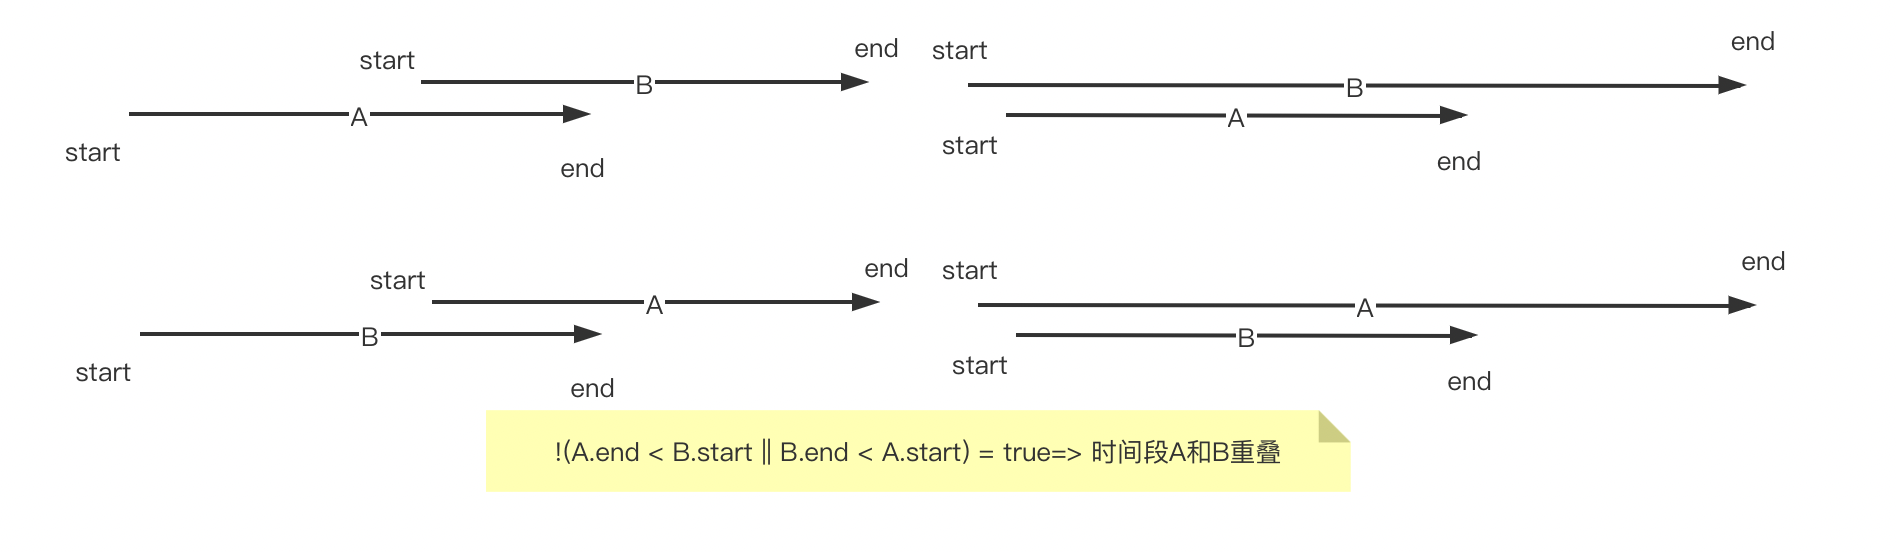 start
end
B
A
start
end
start
end
B
A
start
end
start
end
A
B
start
end
start
end
A
B
start
end
!(A.end < B.start || B.end < A.start) = true=> 时间段A和B重叠